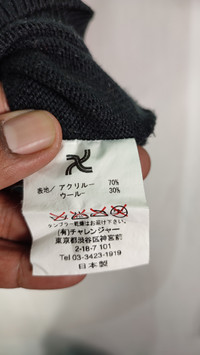 表地/ アクリル－ 70%
ウール－ 30%
タンブラー乾燥はお避け下さい。
(有)チャレンジャー
東京都渋谷区神宮前
2-18-7 101
Tel 03-3423-1919
日本製